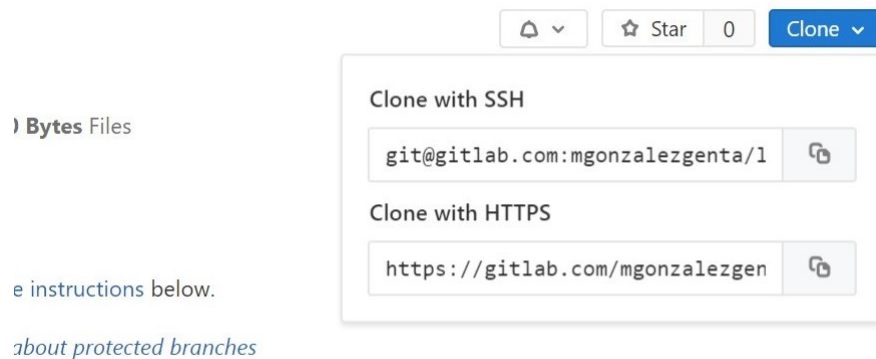 Star 0 Clone
Clone with SSH
Bytes Files
git@gitlab.com:mgonzalezgenta/l
Clone with HTTPS
https://gitlab.com/mgonzalezgen
e instructions below.
about protected branches